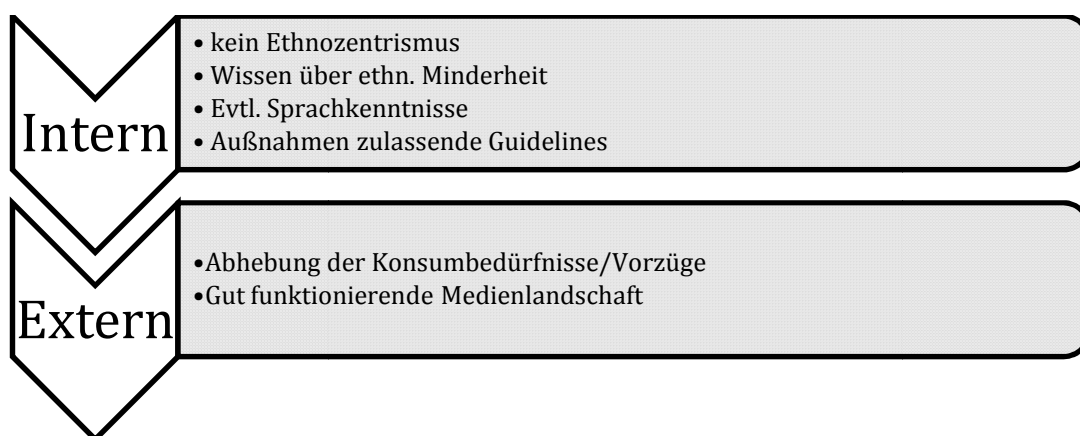 Intern
• kein Ethnozentrismus
• Wissen über ethn. Minderheit
• Evtl. Sprachkenntnisse
• Außnahmen zulassende Guidelines
Extern
•Abhebung der Konsumbedürfnisse/Vorzüge
•Gut funktionierende Medienlandschaft